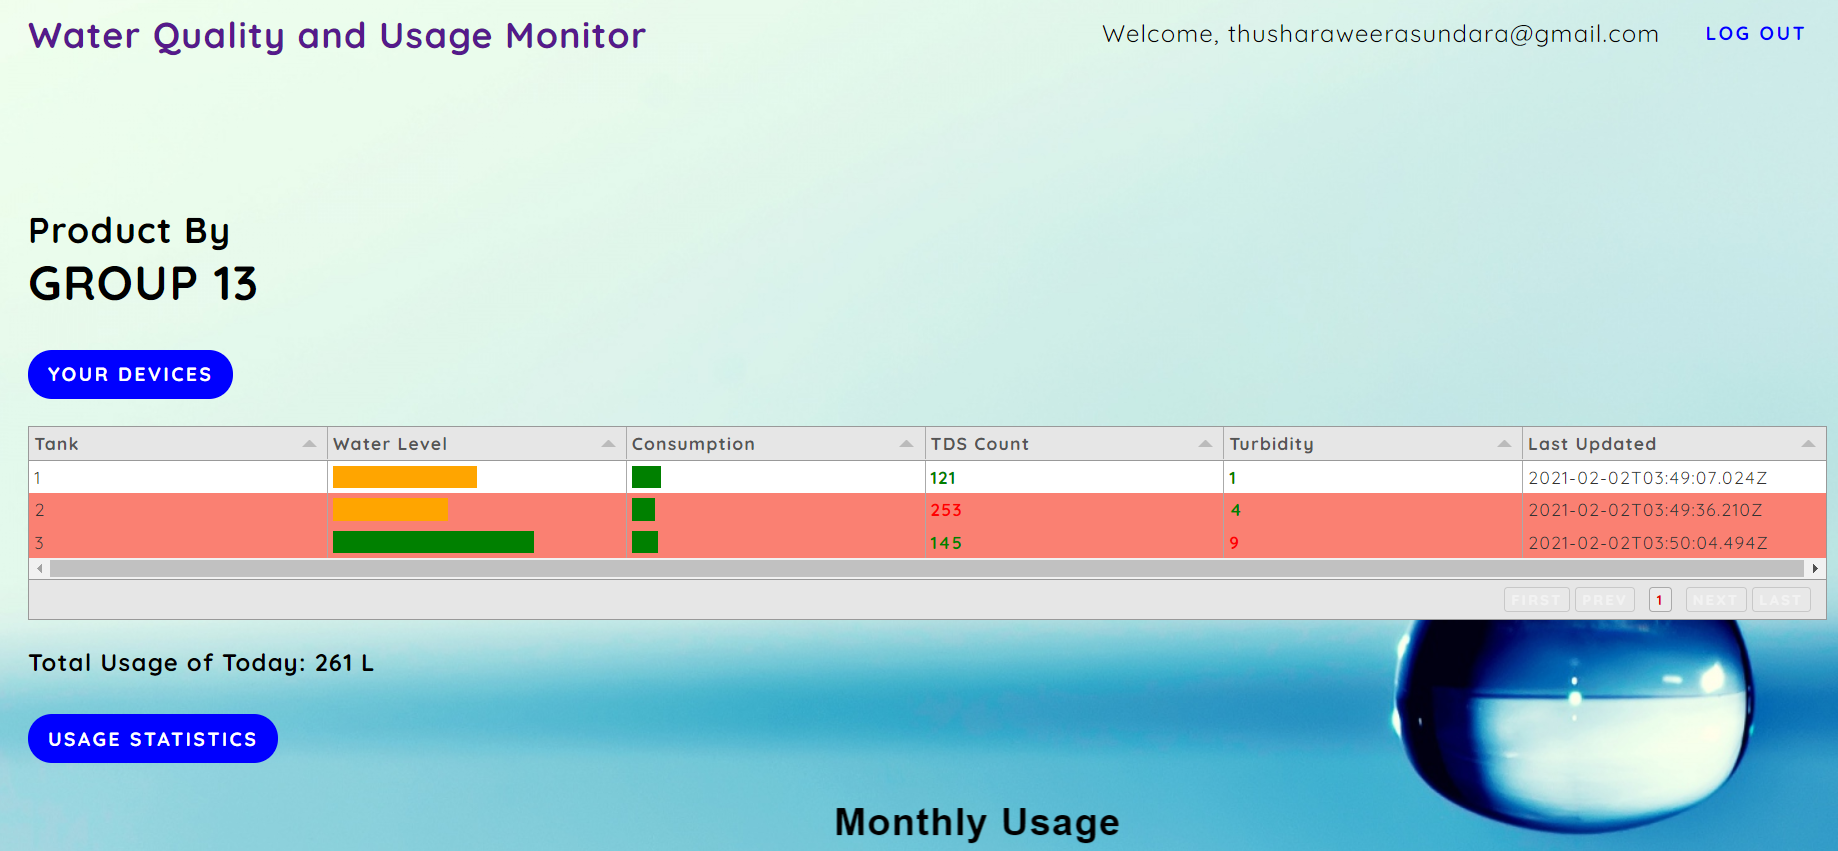 Water Quality and Usage Monitor
Welcome, thusharaweerasundara@gmail.com LOG OUT
Product By
GROUP 13
YOUR DEVICES
Tank Water Level Consumption TDS Count Turbidity Last Updated
1 121 1 2021-02-02T03:49:07.024Z
2 253 4 2021-02-02T03:49:36.210Z
3 145 9 2021-02-02T03:50:04.494Z
FIRST PREV 1 NEXT LAST
Total Usage of Today: 261 L
USAGE STATISTICS
Monthly Usage